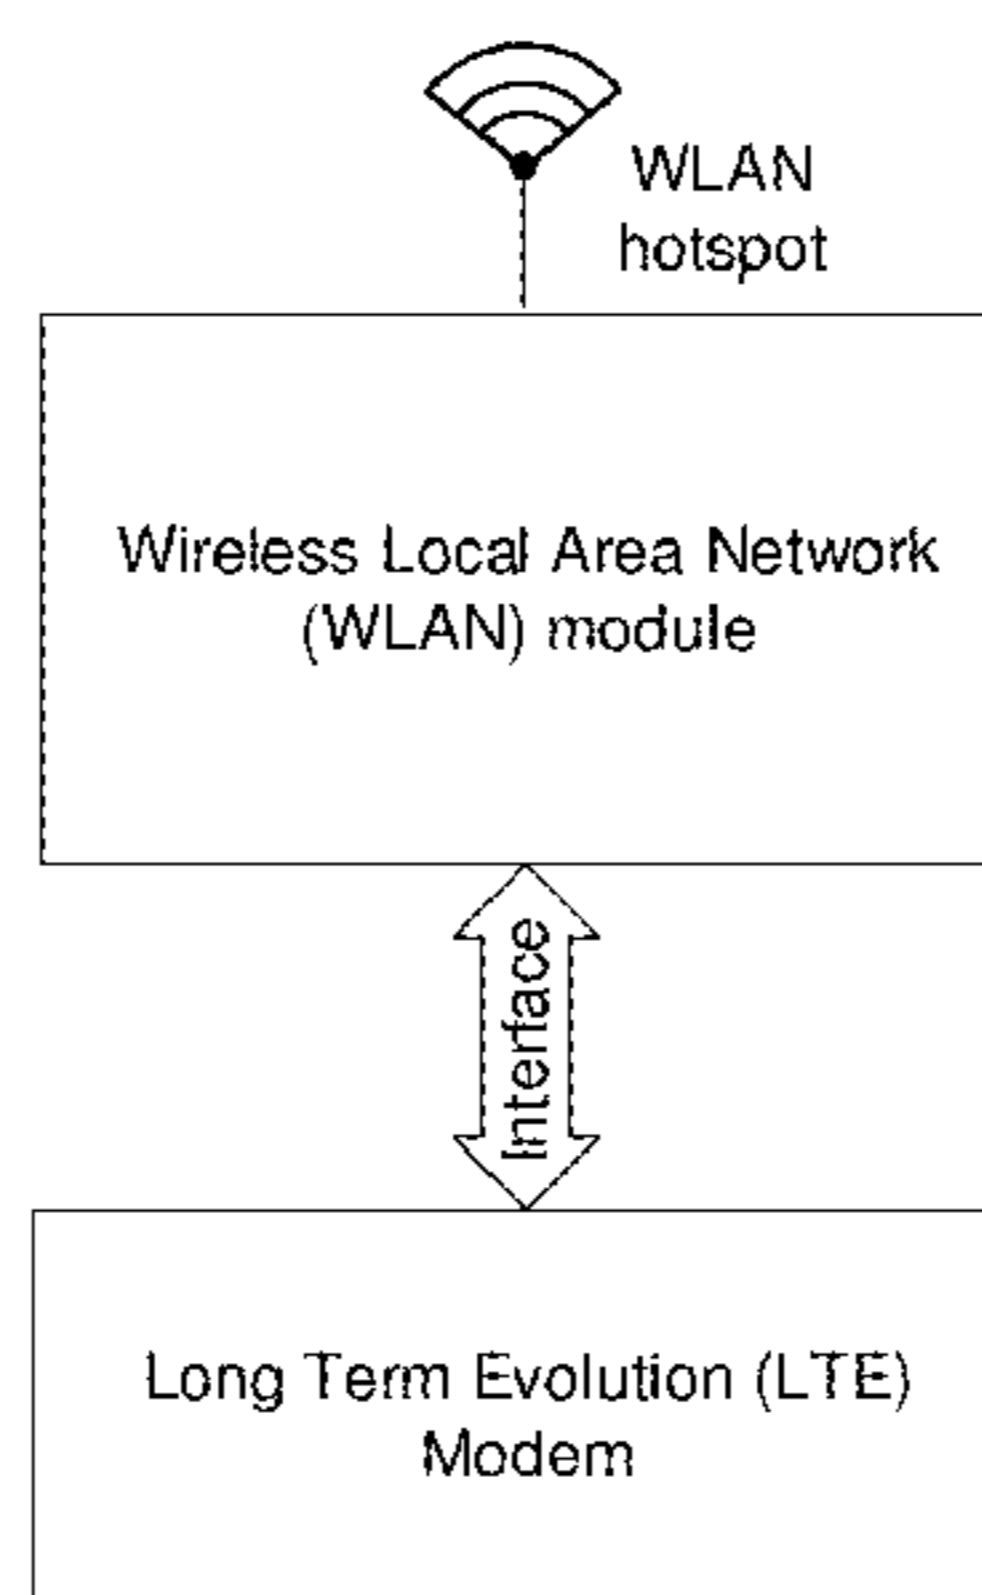 WLAN
hotspot
Wireless Local Area Network
(WLAN) module
Interface
Long Term Evolution (LTE)
Modem